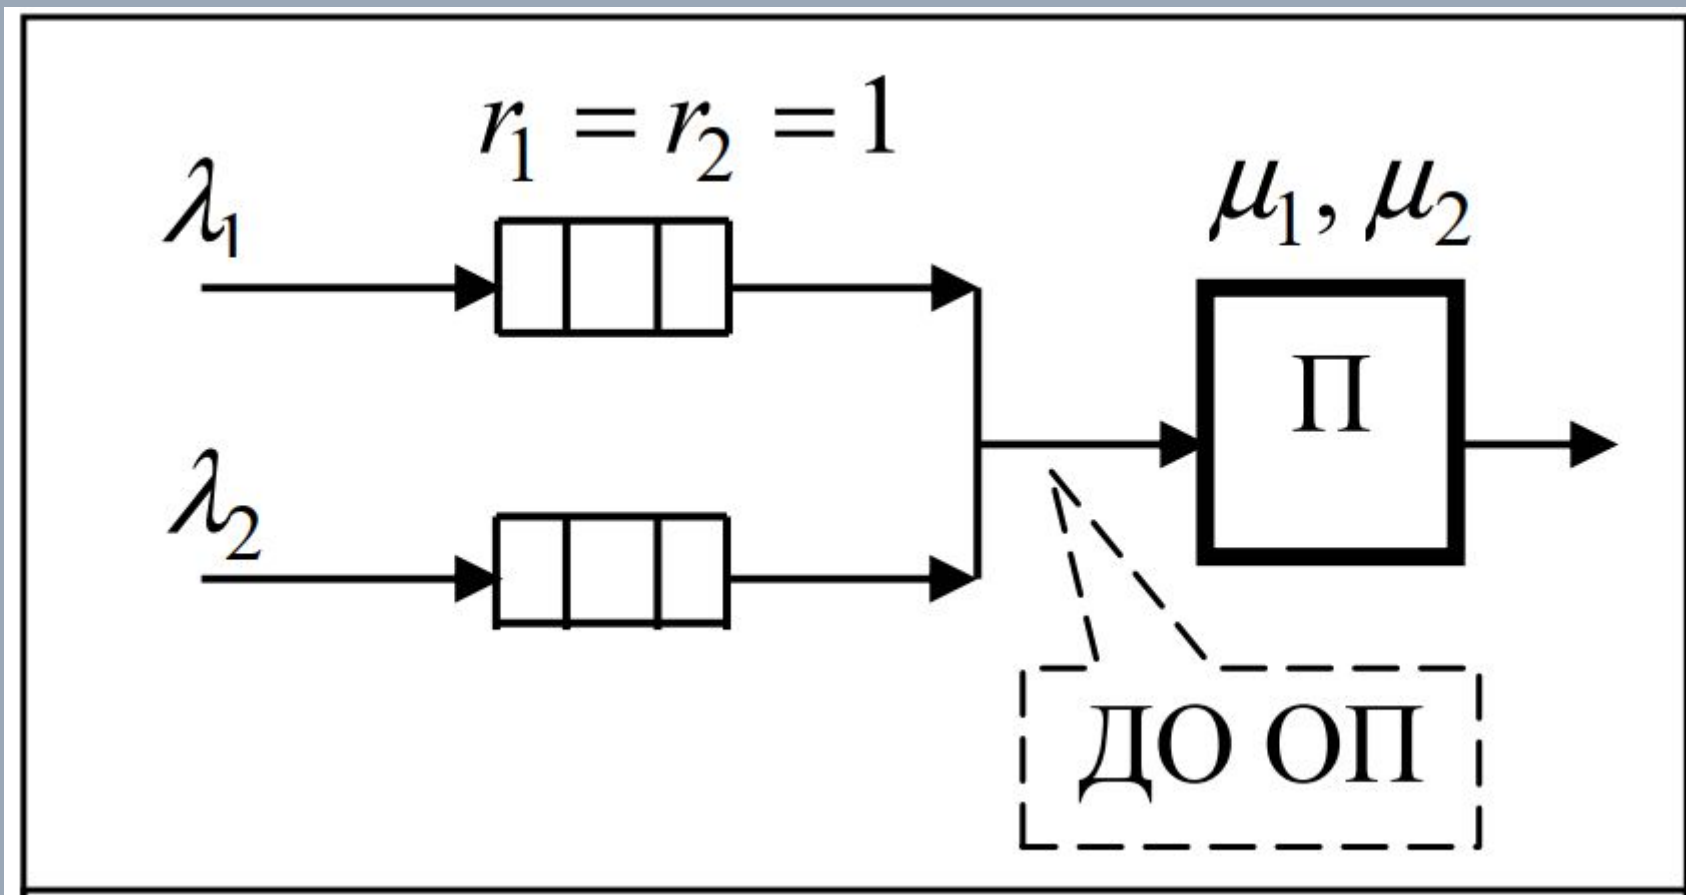 r₁ = r₂ = 1
λ₁
μ₁, μ₂
П
λ₂
ДО ОП